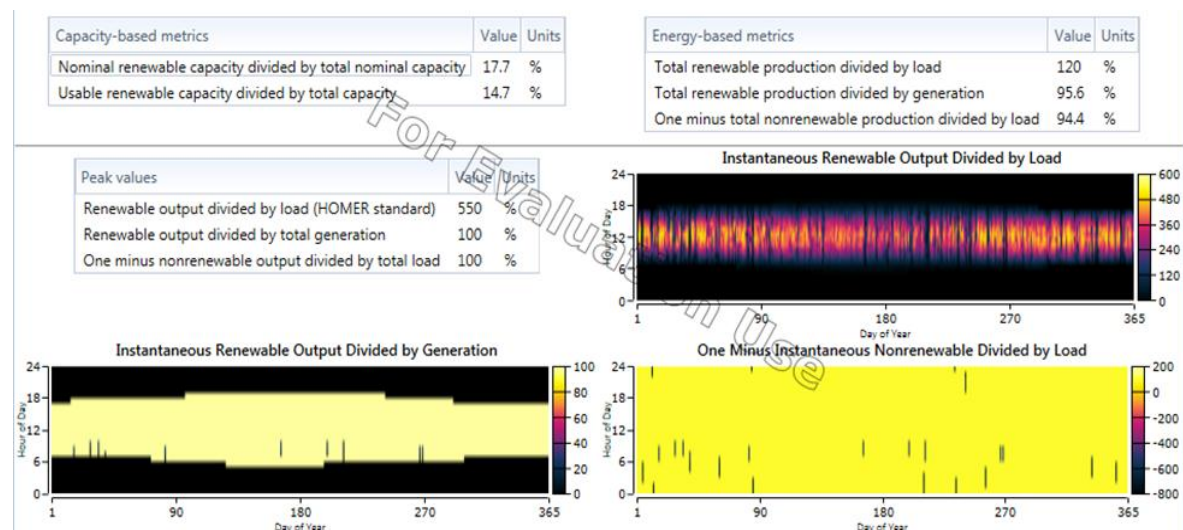 Capacity-based metrics Value Units
Nominal renewable capacity divided by total nominal capacity 17.7 %
Usable renewable capacity divided by total capacity 14.7 %
Energy-based metrics Value Units
Total renewable production divided by load 120 %
Total renewable production divided by generation 95.6 %
One minus total nonrenewable production divided by load 94.4 %
For Evaluation Use
Peak values Value Units
Renewable output divided by load (HOMER standard) 550 %
Renewable output divided by total generation 100 %
One minus nonrenewable output divided by total load 100 %
Instantaneous Renewable Output Divided by Load
Hour of Day
24
18
12
6
0
1 90 180 270 365
Day of Year
600
480
360
240
120
0
Instantaneous Renewable Output Divided by Generation
Hour of Day
24
18
12
6
0
1 90 180 270 365
Day of Year
100
80
60
40
20
0
One Minus Instantaneous Nonrenewable Divided by Load
Hour of Day
24
18
12
6
0
1 90 180 270 365
Day of Year
200
0
-200
-400
-600
-800